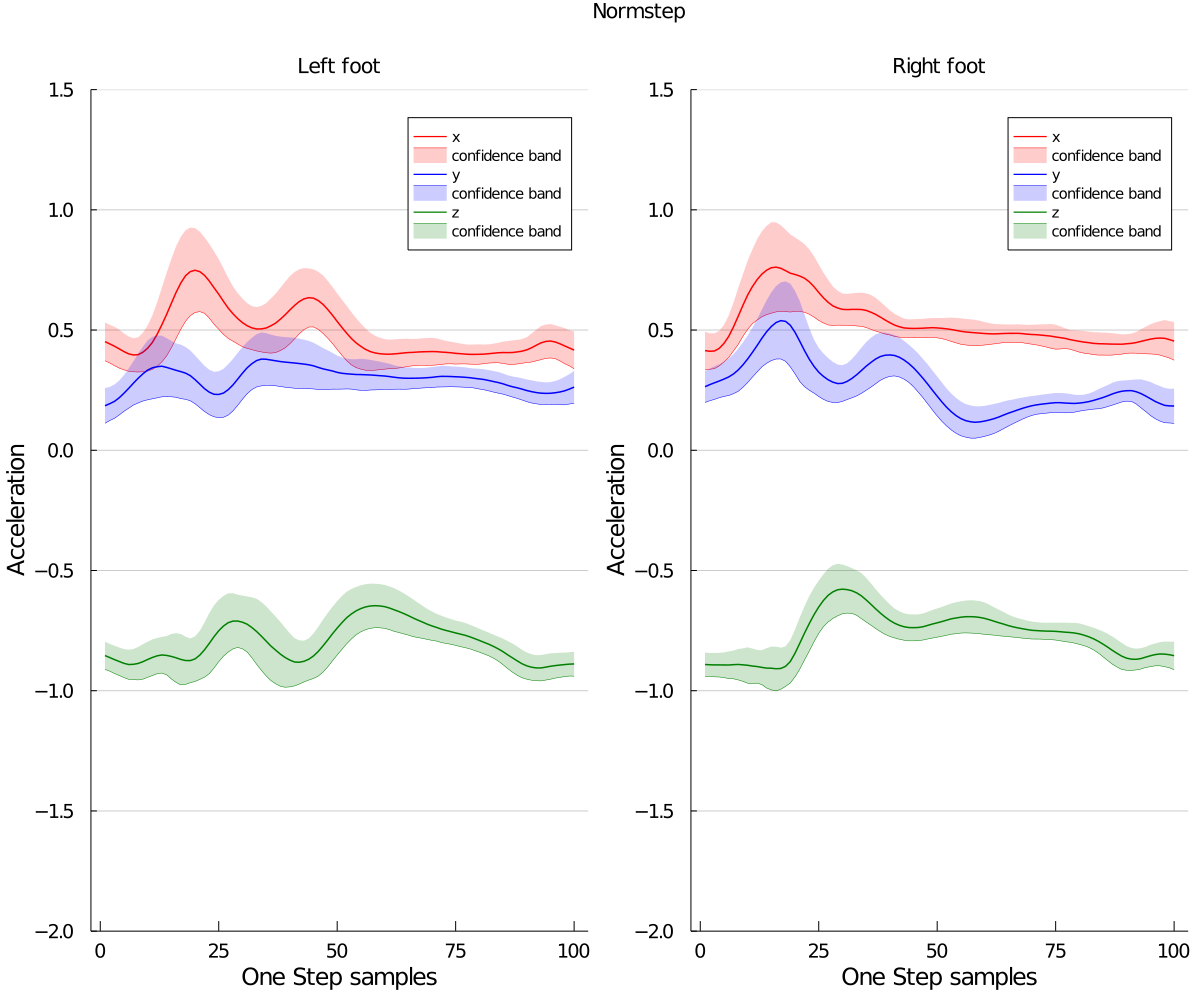 Normstep
Left foot
1.5
1.0
0.5
0.0
−0.5
−1.0
−1.5
−2.0
Acceleration
x
confidence band
y
confidence band
z
confidence band
0 25 50 75 100
One Step samples
Right foot
1.5
1.0
0.5
0.0
−0.5
−1.0
−1.5
−2.0
Acceleration
x
confidence band
y
confidence band
z
confidence band
0 25 50 75 100
One Step samples